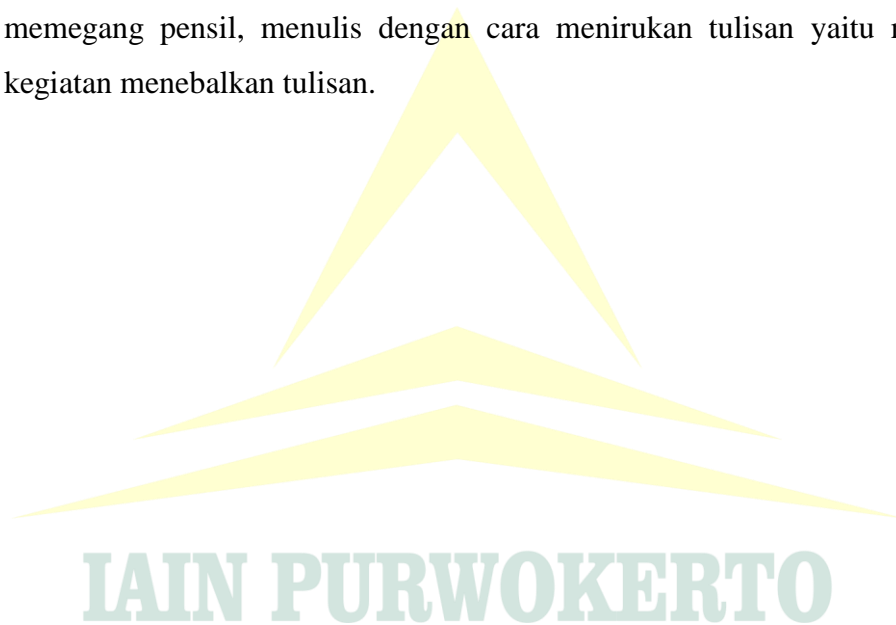 memegang pensil, menulis dengan cara menirukan tulisan yaitu
kegiatan menebalkan tulisan.
IAIN PURWOKERTO